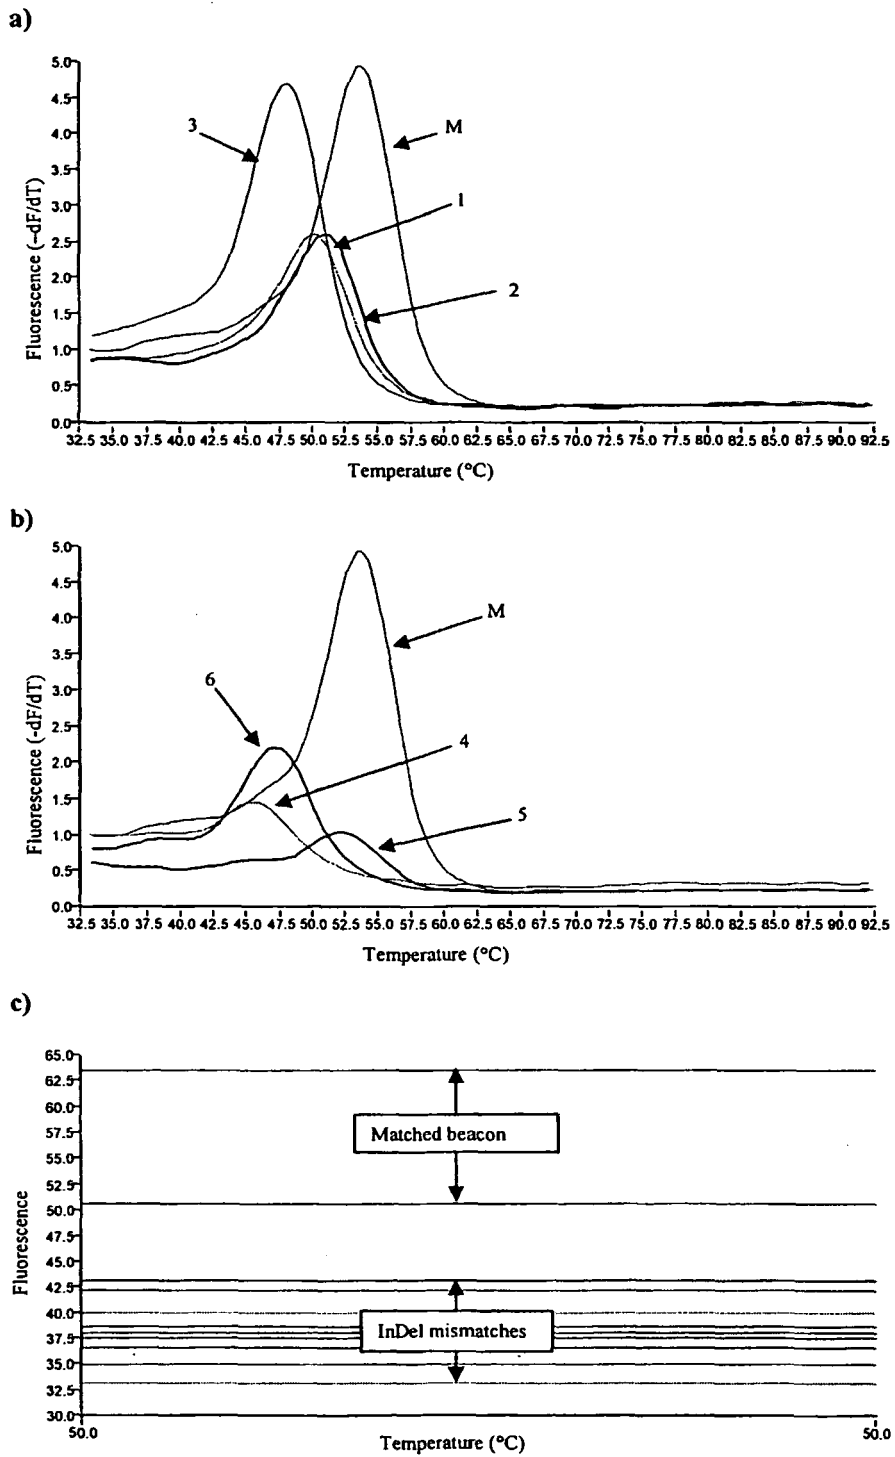 a)
5.0
4.5
4.0
3.5
3.0
2.5
2.0
1.5
1.0
0.5
0.0
Fluorescence (–dF/dT)
3
M
1
2
32.5 35.0 37.5 40.0 42.5 45.0 47.5 50.0 52.5 55.0 57.5 60.0 62.5 65.0 67.5 70.0 72.5 75.0 77.5 80.0 82.5 85.0 87.5 90.0 92.5
Temperature (°C)
b)
5.0
4.5
4.0
3.5
3.0
2.5
2.0
1.5
1.0
0.5
0.0
Fluorescence (-dF/dT)
M
6
4
5
32.5 35.0 37.5 40.0 42.5 45.0 47.5 50.0 52.5 55.0 57.5 60.0 62.5 65.0 67.5 70.0 72.5 75.0 77.5 80.0 82.5 85.0 87.5 90.0 92.5
Temperature (°C)
c)
65.0
62.5
60.0
57.5
55.0
52.5
50.0
47.5
45.0
42.5
40.0
37.5
35.0
32.5
30.0
Fluorescence
Matched beacon
InDel mismatches
50.0 50.0
Temperature (°C)